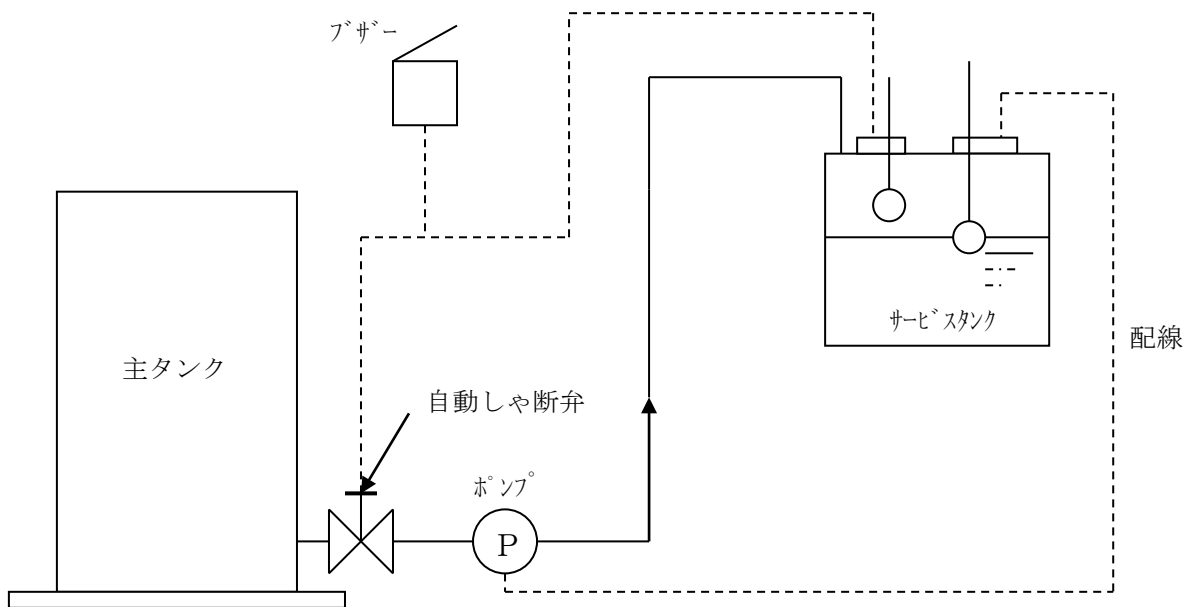 ﾌﾞｻﾞｰ
サービスタンク
配線
主タンク
自動しゃ断弁
ポンプ
P